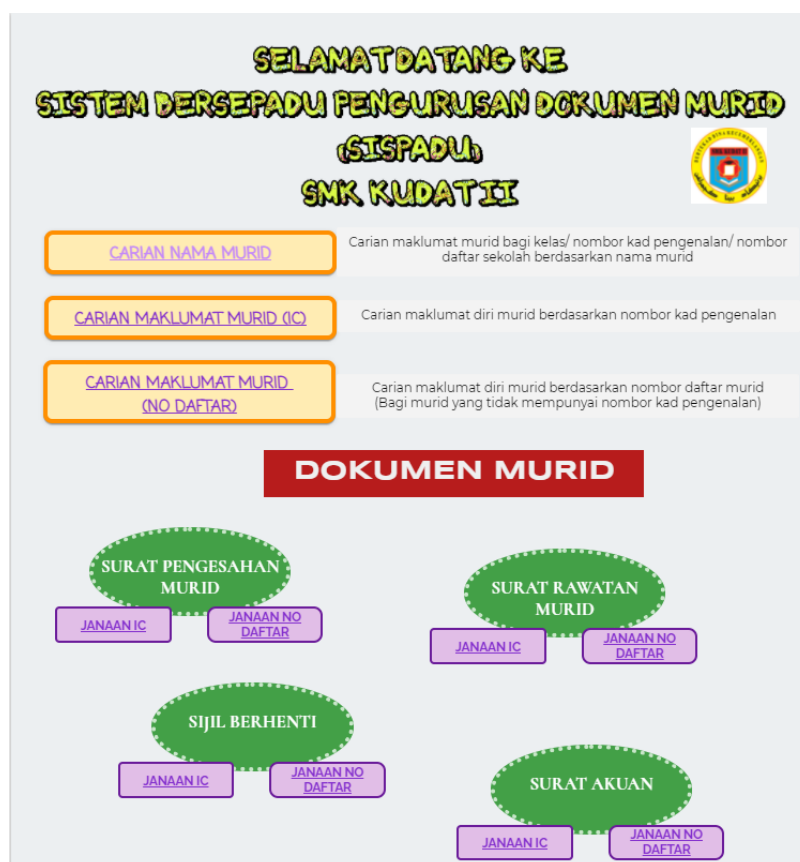 SELAMAT DATANG KE
SISTEM BERSEPADU PENGURUSAN DOKUMEN MURID
(SISPADU)
SMK KUDAT II
CARIAN NAMA MURID
Carian maklumat murid bagi kelas/ nombor kad pengenalan/ nombor
daftar sekolah berdasarkan nama murid
CARIAN MAKLUMAT MURID (IC)
Carian maklumat diri murid berdasarkan nombor kad pengenalan
CARIAN MAKLUMAT MURID
(NO DAFTAR)
Carian maklumat diri murid berdasarkan nombor daftar murid
(Bagi murid yang tidak mempunyai nombor kad pengenalan)
DOKUMEN MURID
SURAT PENGESAHAN
MURID
JANAAN IC
JANAAN NO
DAFTAR
SURAT RAWATAN
MURID
JANAAN IC
JANAAN NO
DAFTAR
SIJIL BERHENTI
JANAAN IC
JANAAN NO
DAFTAR
SURAT AKUAN
JANAAN IC
JANAAN NO
DAFTAR